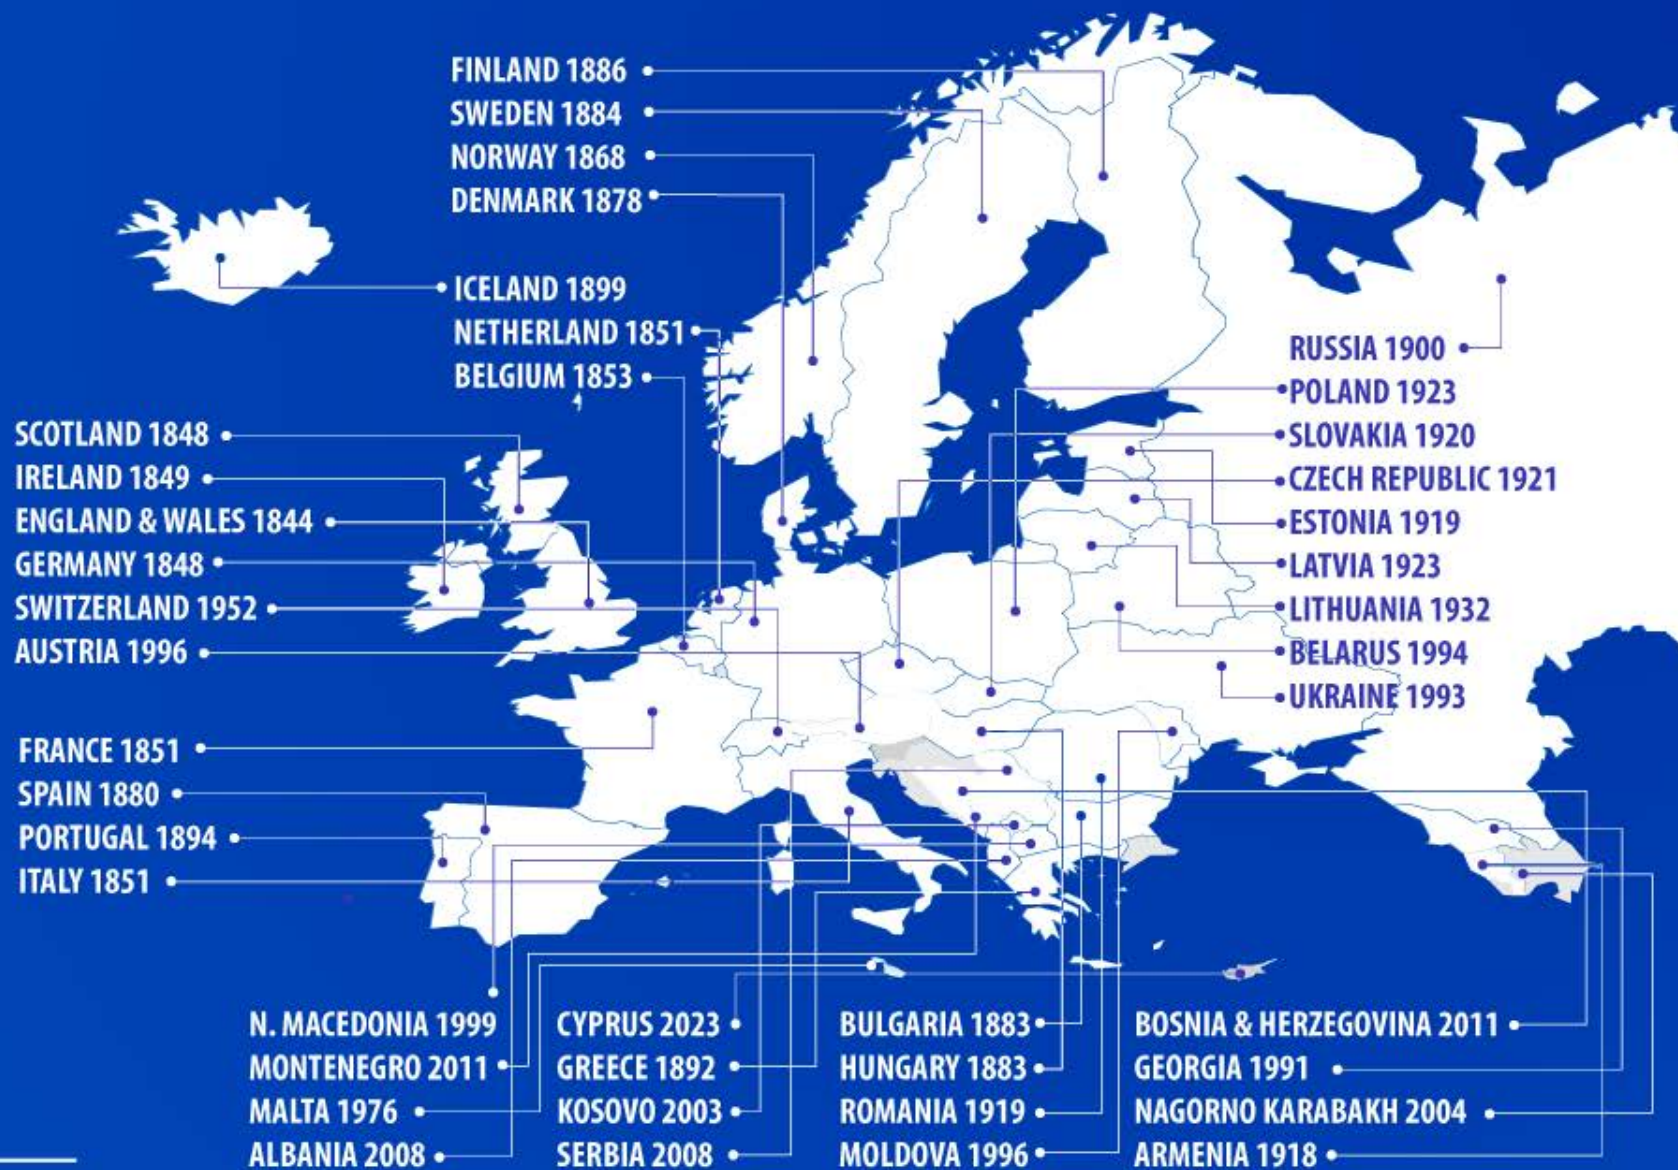 FINLAND 1886
SWEDEN 1884
NORWAY 1868
DENMARK 1878
ICELAND 1899
NETHERLAND 1851
BELGIUM 1853
SCOTLAND 1848
IRELAND 1849
ENGLAND & WALES 1844
GERMANY 1848
SWITZERLAND 1952
AUSTRIA 1996
FRANCE 1851
SPAIN 1880
PORTUGAL 1894
ITALY 1851
RUSSIA 1900
POLAND 1923
SLOVAKIA 1920
CZECH REPUBLIC 1921
ESTONIA 1919
LATVIA 1923
LITHUANIA 1932
BELARUS 1994
UKRAINE 1993
N. MACEDONIA 1999
MONTENEGRO 2011
MALTA 1976
ALBANIA 2008
CYPRUS 2023
GREECE 1892
KOSOVO 2003
SERBIA 2008
BULGARIA 1883
HUNGARY 1883
ROMANIA 1919
MOLDOVA 1996
BOSNIA & HERZEGOVINA 2011
GEORGIA 1991
NAGORNO KARABAKH 2004
ARMENIA 1918